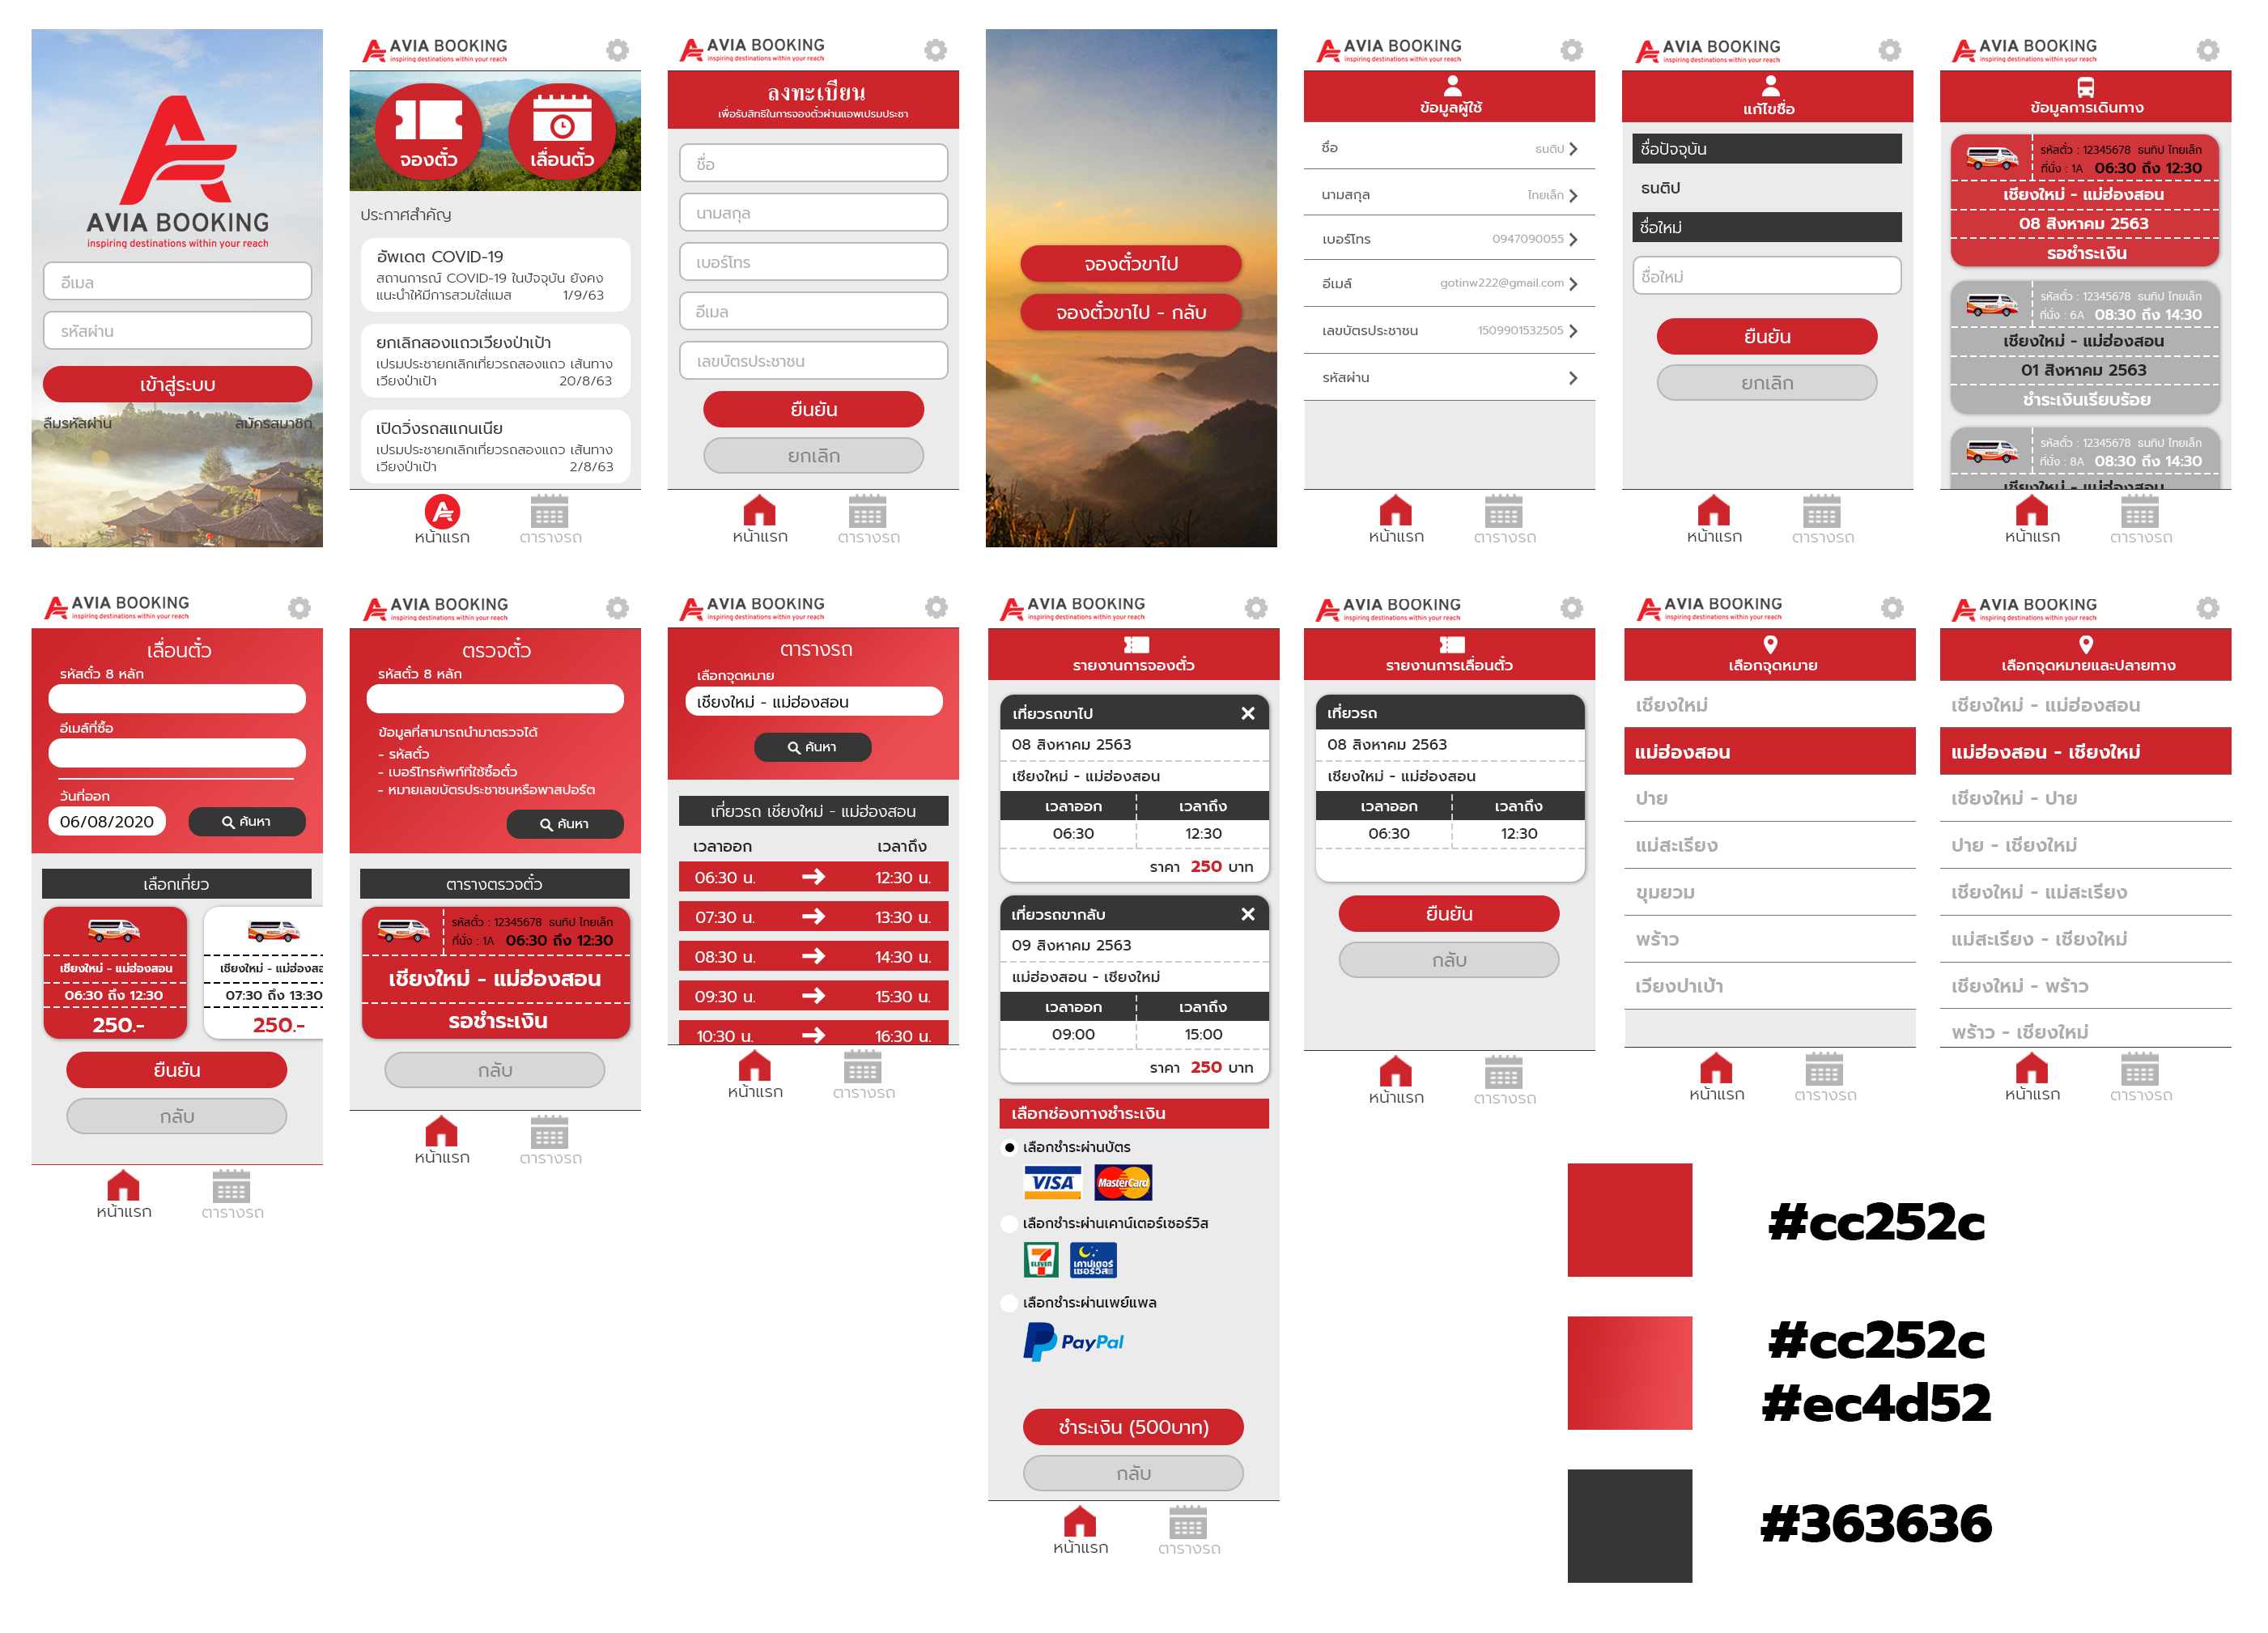 AVIA BOOKING
inspiring destinations within your reach
อีเมล
รหัสผ่าน
เข้าสู่ระบบ
ลืมรหัสผ่าน
สมัครสมาชิก
AVIA BOOKING
inspiring destinations within your reach
จองตั๋ว
เลื่อนตั๋ว
ประกาศสำคัญ
อัพเดต COVID-19
สถานการณ์ COVID-19 ในปัจจุบัน ยังคง
แนะนำให้มีการสวมใส่แมส 1/9/63
ยกเลิกสองแถวเวียงป่าเป้า
เปรมประชายกเลิกเที่ยวรถสองแถว เส้นทาง
เวียงป่าเป้า 20/8/63
เปิดวิ่งรถสแกนเนีย
เปรมประชายกเลิกเที่ยวรถสองแถว เส้นทาง
เวียงป่าเป้า 2/8/63
หน้าแรก
ตารางรถ
AVIA BOOKING
inspiring destinations within your reach
ลงทะเบียน
เพื่อรับสิทธิในการจองตั๋วผ่านแอพเปรมประชา
ชื่อ
นามสกุล
เบอร์โทร
อีเมล
เลขบัตรประชาชน
ยืนยัน
ยกเลิก
หน้าแรก
ตารางรถ
จองตั๋วขาไป
จองตั๋วขาไป - กลับ
AVIA BOOKING
inspiring destinations within your reach
ข้อมูลผู้ใช้
ชื่อ ธนติป
นามสกุล ไทยเล็ก
เบอร์โทร 0947090055
อีเมล์ gotinw222@gmail.com
เลขบัตรประชาชน 1509901532505
รหัสผ่าน
หน้าแรก
ตารางรถ
AVIA BOOKING
inspiring destinations within your reach
แก้ไขชื่อ
ชื่อปัจจุบัน
ธนติป
ชื่อใหม่
ชื่อใหม่
ยืนยัน
ยกเลิก
หน้าแรก
ตารางรถ
AVIA BOOKING
inspiring destinations within your reach
ข้อมูลการเดินทาง
รหัสตั๋ว : 12345678 ธนทิป ไทยเล็ก
ที่นั่ง : 1A 06:30 ถึง 12:30
เชียงใหม่ - แม่ฮ่องสอน
08 สิงหาคม 2563
รอชำระเงิน
รหัสตั๋ว : 12345678 ธนทิป ไทยเล็ก
ที่นั่ง : 6A 08:30 ถึง 14:30
เชียงใหม่ - แม่ฮ่องสอน
01 สิงหาคม 2563
ชำระเงินเรียบร้อย
รหัสตั๋ว : 12345678 ธนทิป ไทยเล็ก
ที่นั่ง : 8A 08:30 ถึง 14:30
เชียงใหม่ - แม่ฮ่องสอน
หน้าแรก
ตารางรถ
AVIA BOOKING
inspiring destinations within your reach
เลื่อนตั๋ว
รหัสตั๋ว 8 หลัก
อีเมล์ที่ซื้อ
วันที่ออก
06/08/2020
ค้นหา
เลือกเที่ยว
เชียงใหม่ - แม่ฮ่องสอน
06:30 ถึง 12:30
250.-
เชียงใหม่ - แม่ฮ่องสอ
07:30 ถึง 13:30
250.-
ยืนยัน
กลับ
หน้าแรก
ตารางรถ
AVIA BOOKING
inspiring destinations within your reach
ตรวจตั๋ว
รหัสตั๋ว 8 หลัก
ข้อมูลที่สามารถนำมาตรวจได้
- รหัสตั๋ว
- เบอร์โทรศัพท์ที่ใช้ซื้อตั๋ว
- หมายเลขบัตรประชาชนหรือพาสปอร์ต
ค้นหา
ตารางตรวจตั๋ว
รหัสตั๋ว : 12345678 ธนทิป ไทยเล็ก
ที่นั่ง : 1A 06:30 ถึง 12:30
เชียงใหม่ - แม่ฮ่องสอน
รอชำระเงิน
กลับ
หน้าแรก
ตารางรถ
AVIA BOOKING
inspiring destinations within your reach
ตารางรถ
เลือกจุดหมาย
เชียงใหม่ - แม่ฮ่องสอน
ค้นหา
เที่ยวรถ เชียงใหม่ - แม่ฮ่องสอน
เวลาออก เวลาถึง
06:30 น. 12:30 น.
07:30 น. 13:30 น.
08:30 น. 14:30 น.
09:30 น. 15:30 น.
10:30 น. 16:30 น.
หน้าแรก
ตารางรถ
AVIA BOOKING
inspiring destinations within your reach
รายงานการจองตั๋ว
เที่ยวรถขาไป
08 สิงหาคม 2563
เชียงใหม่ - แม่ฮ่องสอน
เวลาออก เวลาถึง
06:30 12:30
ราคา 250 บาท
เที่ยวรถขากลับ
09 สิงหาคม 2563
แม่ฮ่องสอน - เชียงใหม่
เวลาออก เวลาถึง
09:00 15:00
ราคา 250 บาท
เลือกช่องทางชำระเงิน
เลือกชำระผ่านบัตร
VISA MasterCard
เลือกชำระผ่านเคาน์เตอร์เซอร์วิส
7 ELEVEN
เคาน์เตอร์
เซอร์วิส
เลือกชำระผ่านเพย์แพล
PayPal
ชำระเงิน (500บาท)
กลับ
หน้าแรก
ตารางรถ
AVIA BOOKING
inspiring destinations within your reach
รายงานการเลื่อนตั๋ว
เที่ยวรถ
08 สิงหาคม 2563
เชียงใหม่ - แม่ฮ่องสอน
เวลาออก เวลาถึง
06:30 12:30
ยืนยัน
กลับ
หน้าแรก
ตารางรถ
AVIA BOOKING
inspiring destinations within your reach
เลือกจุดหมาย
เชียงใหม่
แม่ฮ่องสอน
ปาย
แม่สะเรียง
ขุมยวม
พร้าว
เวียงปาเป้า
หน้าแรก
ตารางรถ
AVIA BOOKING
inspiring destinations within your reach
เลือกจุดหมายและปลายทาง
เชียงใหม่ - แม่ฮ่องสอน
แม่ฮ่องสอน - เชียงใหม่
เชียงใหม่ - ปาย
ปาย - เชียงใหม่
เชียงใหม่ - แม่สะเรียง
แม่สะเรียง - เชียงใหม่
เชียงใหม่ - พร้าว
พร้าว - เชียงใหม่
หน้าแรก
ตารางรถ
#cc252c
#cc252c
#ec4d52
#363636